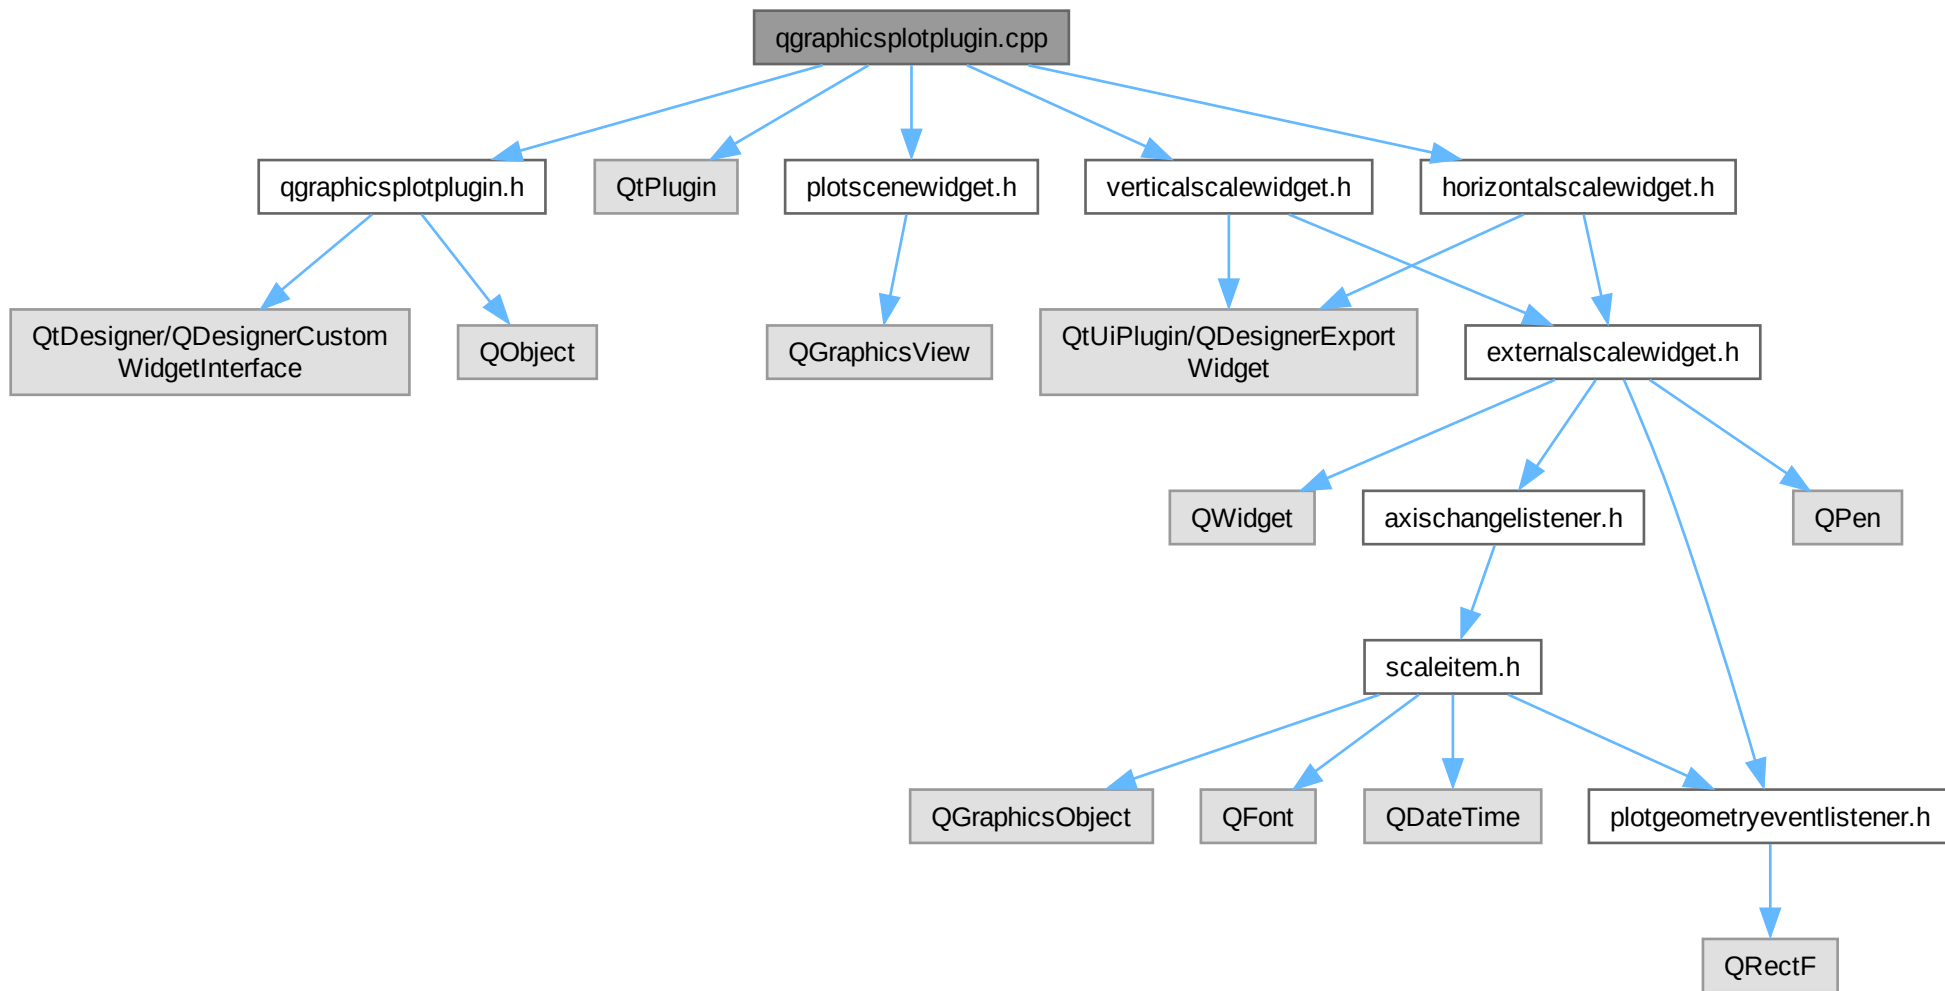 qgraphicsplotplugin.cpp
qgraphicsplotplugin.h
QtPlugin
plotscenewidget.h
verticalscalewidget.h
horizontalscalewidget.h
QtDesigner/QDesignerCustom
WidgetInterface
QObject
QGraphicsView
QtUiPlugin/QDesignerExport
Widget
externalscalewidget.h
QWidget
axischangelistener.h
QPen
scaleitem.h
QGraphicsObject
QFont
QDateTime
plotgeometryeventlistener.h
QRectF